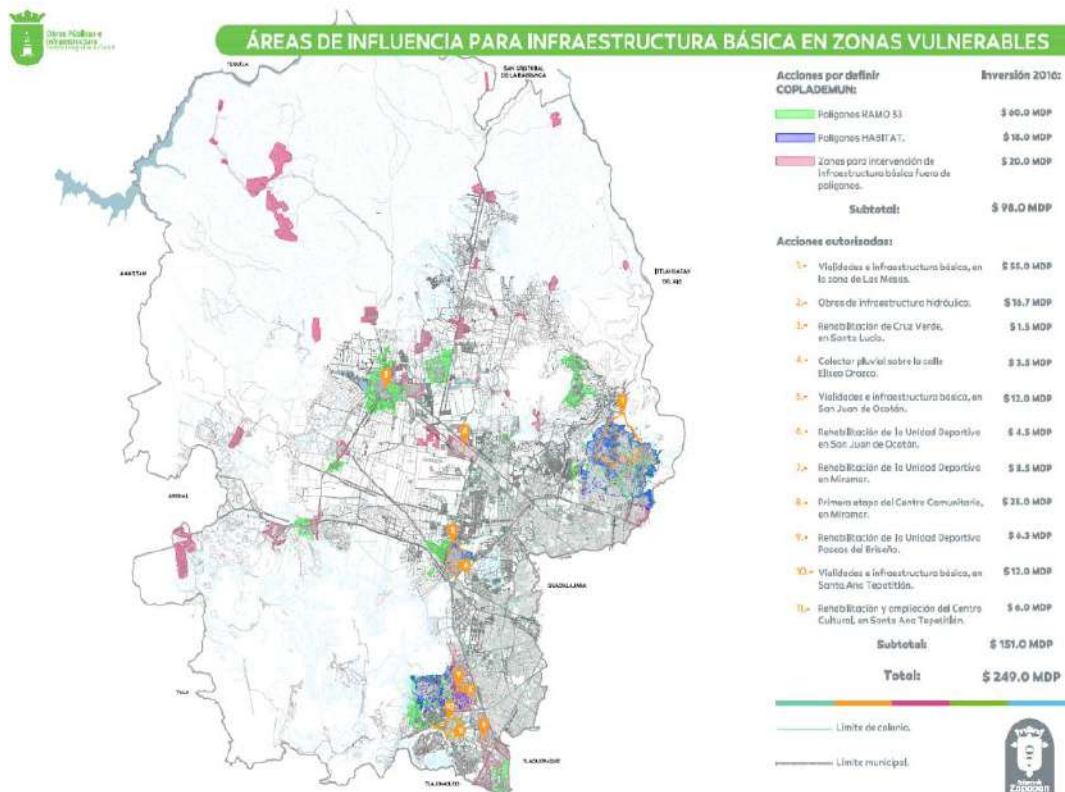 Obras Públicas e
Infraestructura
ÁREAS DE INFLUENCIA PARA INFRAESTRUCTURA BÁSICA EN ZONAS VULNERABLES
TEQUILA
SAN CRISTOBAL
DE LA BARRANCA
AMATITAN
IXTLAHUACAN
DEL RIO
ARENAL
GUADALAJARA
TALA
TLAQUEPAQUE
TLAJOMULCO
Acciones por definir
COPLADEMUN:
Inversión 2016:
Polígonos RAMO 33
$ 60.0 MDP
Polígonos HABITAT.
$ 18.0 MDP
Zonas para intervención de
infraestructura básica fuera de
polígonos.
$ 20.0 MDP
Subtotal: $ 98.0 MDP
Acciones autorizadas:
1.- Vialidades e infraestructura básica, en
la zona de Las Mesas.
$ 55.0 MDP
2.- Obras de infraestructura hidráulica. $ 16.7 MDP
3.- Rehabilitación de Cruz Verde,
en Santa Lucía.
$ 1.5 MDP
4.- Colector pluvial sobre la calle
Eliseo Orozco.
$ 3.5 MDP
5.- Vialidades e infraestructura básica, en
San Juan de Ocotán.
$ 12.0 MDP
6.- Rehabilitación de la Unidad Deportiva
en San Juan de Ocotán.
$ 4.5 MDP
7.- Rehabilitación de la Unidad Deportiva
en Miramar.
$ 8.5 MDP
8.- Primera etapa del Centro Comunitario,
en Miramar.
$ 25.0 MDP
9.- Rehabilitación de la Unidad Deportiva
Paseos del Briseño.
$ 6.3 MDP
10.- Vialidades e infraestructura básica, en
Santa Ana Tepetitlán.
$ 12.0 MDP
11.- Rehabilitación y ampliación del Centro
Cultural, en Santa Ana Tepetitlán.
$ 6.0 MDP
Subtotal: $ 151.0 MDP
Total: $ 249.0 MDP
Límite de colonia.
Límite municipal.
Zapopan